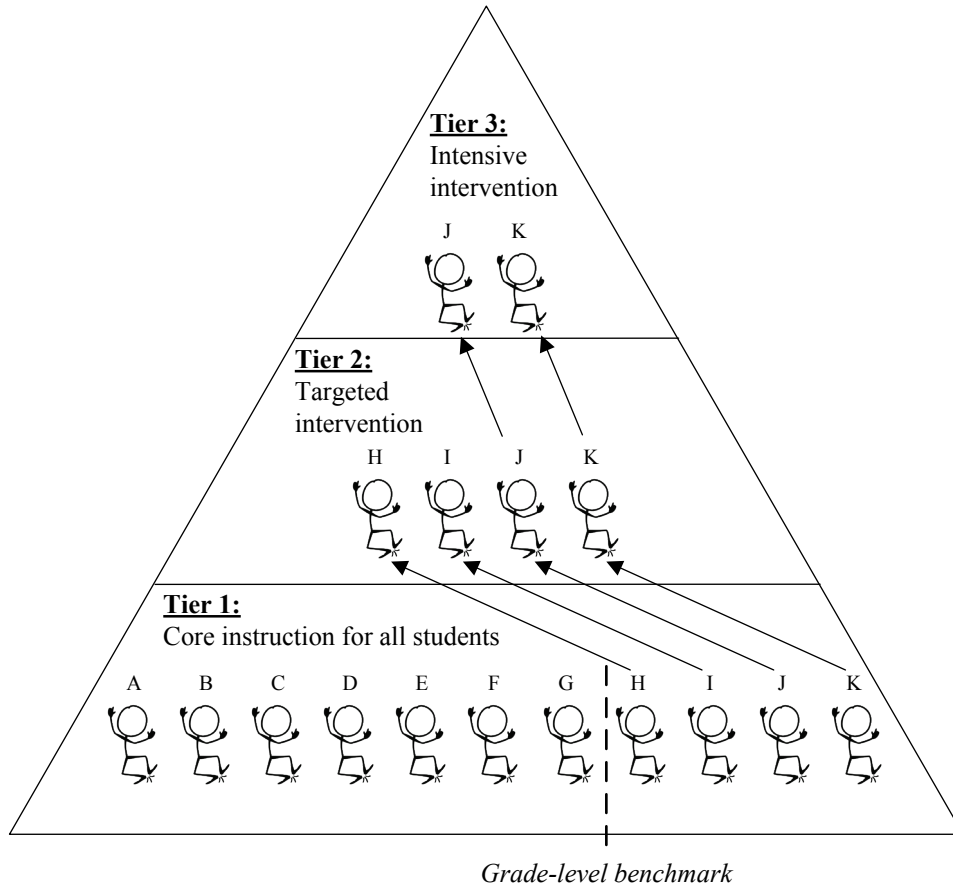 Tier 3:
Intensive
intervention
J K
Tier 2:
Targeted
intervention
H I J K
Tier 1:
Core instruction for all students
A B C D E F G H I J K
Grade-level benchmark